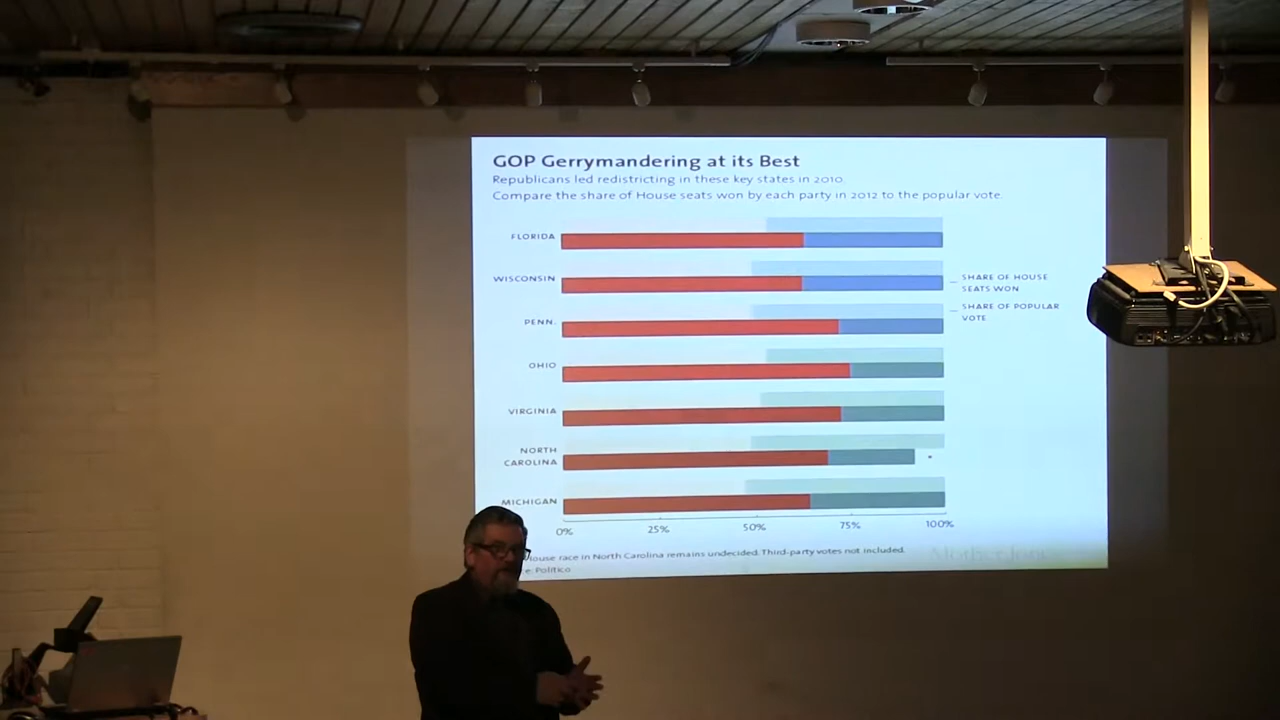 GOP Gerrymandering at its Best
Republicans led redistricting in these key states in 2010.
Compare the share of House seats won by each party in 2012 to the popular vote.
FLORIDA
WISCONSIN
SHARE OF HOUSE
SEATS WON
SHARE OF POPULAR
VOTE
PENN.
OHIO
VIRGINIA
NORTH
CAROLINA
*
MICHIGAN
0% 25% 50% 75% 100%
House race in North Carolina remains undecided. Third-party votes not included.
Mother Jones
Politico